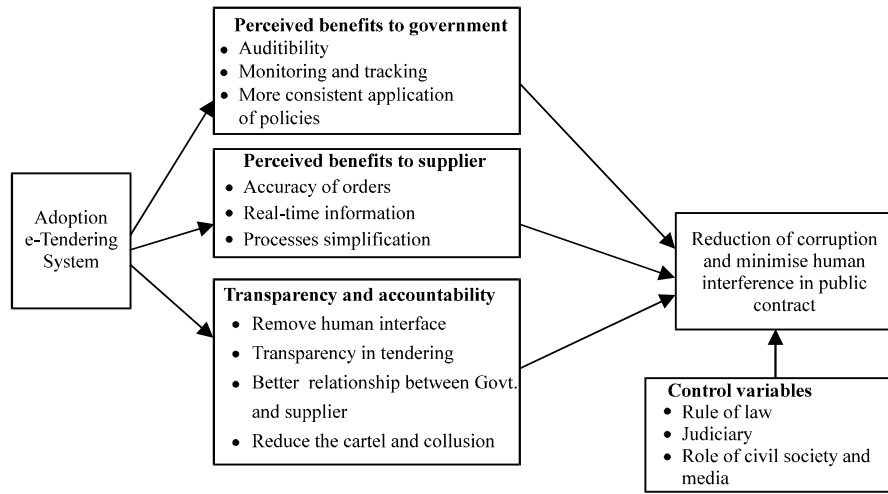 Perceived benefits to government
• Auditibility
• Monitoring and tracking
• More consistent application
of policies
Perceived benefits to supplier
• Accuracy of orders
• Real-time information
• Processes simplification
Adoption
e-Tendering
System
Transparency and accountability
• Remove human interface
• Transparency in tendering
• Better relationship between Govt.
and supplier
• Reduce the cartel and collusion
Reduction of corruption
and minimise human
interference in public
contract
Control variables
• Rule of law
• Judiciary
• Role of civil society and
media